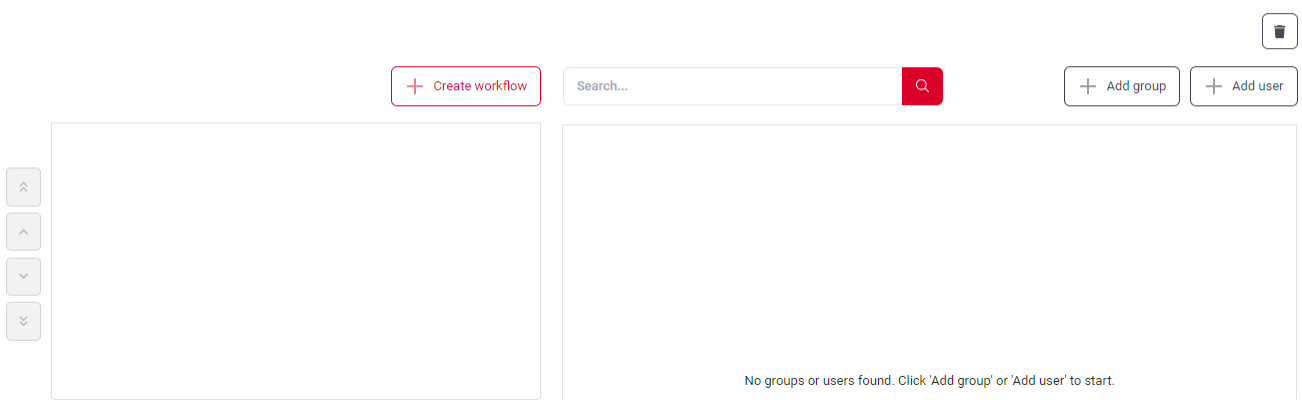 Create workflow
Search...
Add group
Add user
No groups or users found. Click 'Add group' or 'Add user' to start.